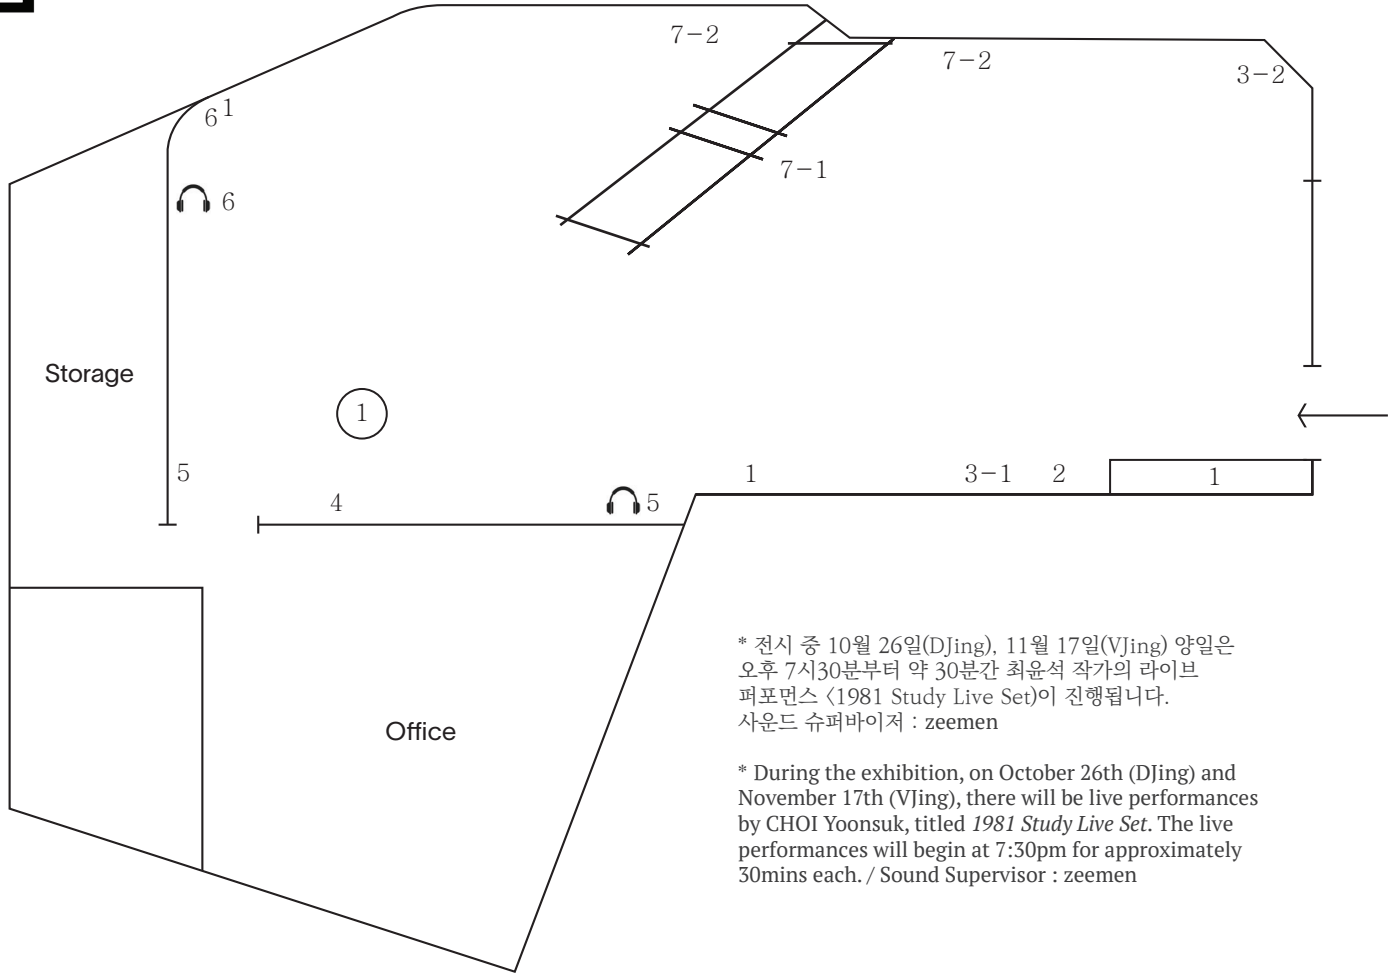 7-2
7-2
3-2
6 1
7-1
6
Storage
1
5
4
5
1
3-1
2
1
* 전시 중 10월 26일(DJing), 11월 17일(VJing) 양일은
오후 7시30분부터 약 30분간 최윤석 작가의 라이브
퍼포먼스 〈1981 Study Live Set〉이 진행됩니다.
사운드 슈퍼바이저 : zeemen
Office
* During the exhibition, on October 26th (DJing) and
November 17th (VJing), there will be live performances
by CHOI Yoonsuk, titled 1981 Study Live Set. The live
performances will begin at 7:30pm for approximately
30mins each. / Sound Supervisor : zeemen